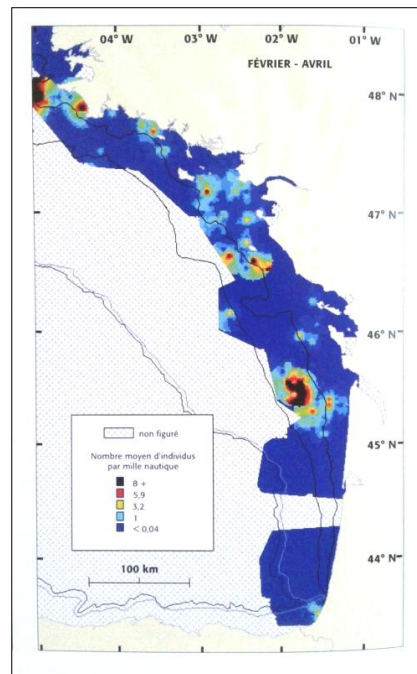 04° W 03° W 02° W 01° W
FÉVRIER - AVRIL
48° N
47° N
46° N
45° N
44° N
non figuré
Nombre moyen d'individus
par mille nautique
8 +
5,9
3,2
1
< 0,04
100 km